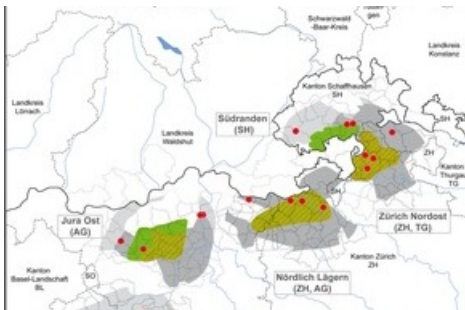 Schwarzwald
-Baar-Kreis
gen
Landkreis
Konstanz
Kanton Schaffhausen
SH
Landkreis
Lörrach
Südranden
(SH)
Landkreis
Waldshut
SH
ZH
Kanton
Thurgau
TG
SH
Jura Ost
(AG)
Zürich Nordost
(ZH, TG)
Kanton
Basel-Landschaft
BL
SO
Nördlich Lägern
(ZH, AG)
Kanton Zürich
ZH